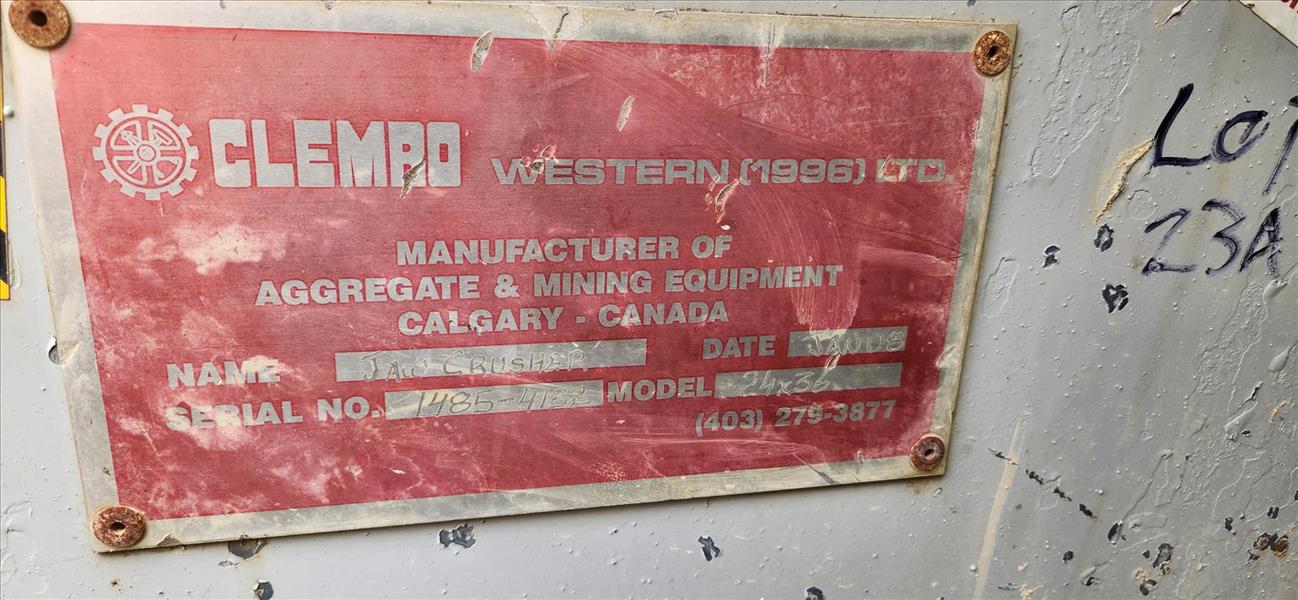 CLEMRO WESTERN (1996) LTD.
MANUFACTURER OF
AGGREGATE & MINING EQUIPMENT
CALGARY - CANADA
NAME JAW CRUSHER DATE JAN 08
SERIAL NO. MODEL 24x36
(403) 279-3877
Lot
23A